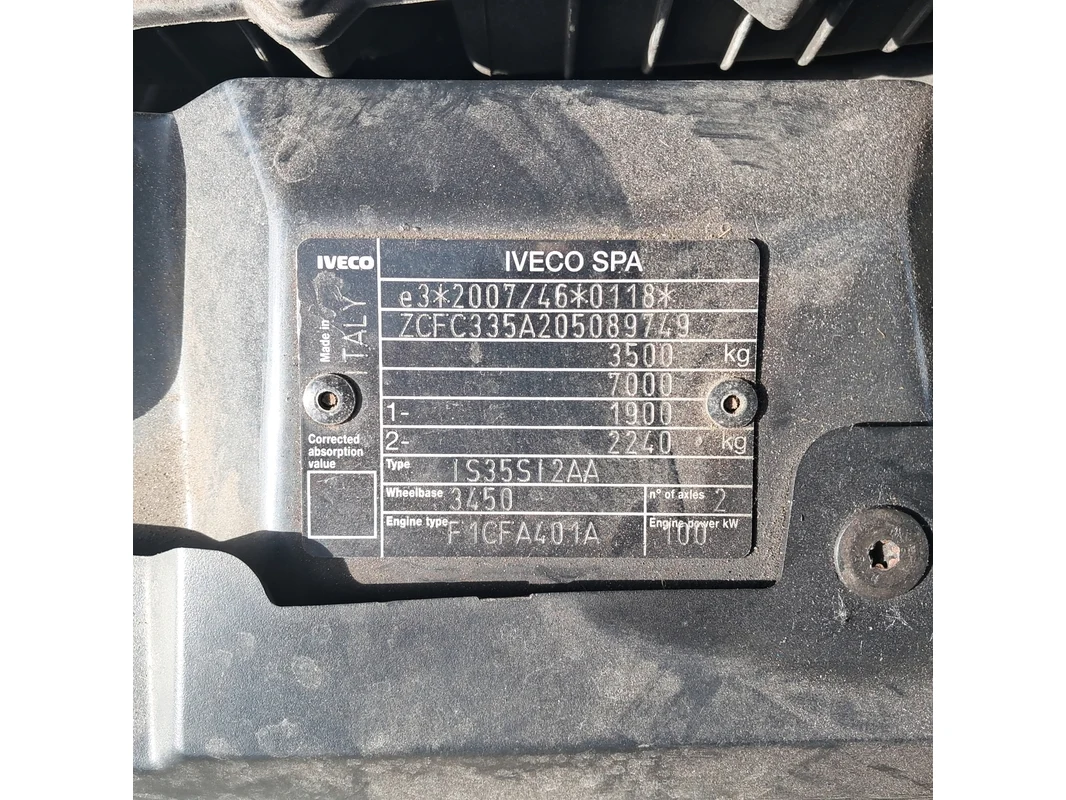 IVECO
IVECO SPA
Made in ITALY
e3*2007/46*0118*
ZCFC335A205089749
3500 kg
7000
1- 1900
2- 2240 kg
Corrected
absorption
value
Type IS35SI2AA
Wheelbase 3450 n° of axles 2
Engine type F1CFA401A Engine power kW 100